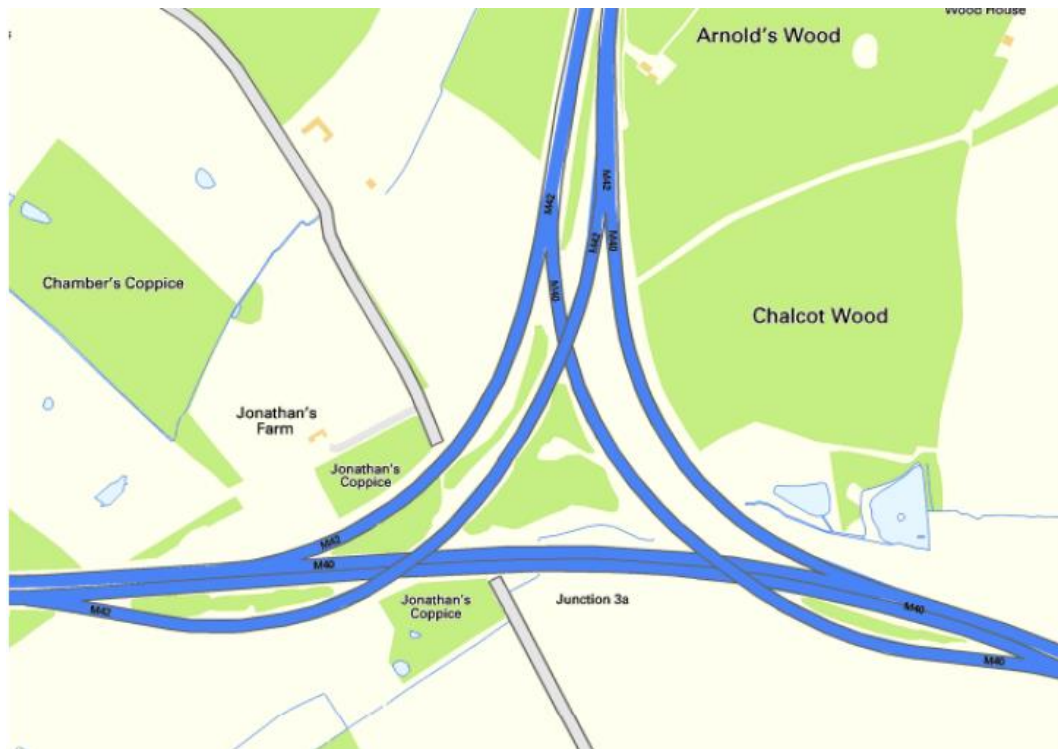 Wood House
Arnold's Wood
M42
M42
M42
M40
Chamber's Coppice
M40
Chalcot Wood
Jonathan's
Farm
Jonathan's
Coppice
M42
M40
Jonathan's
Coppice
Junction 3a
M42
M40
M40